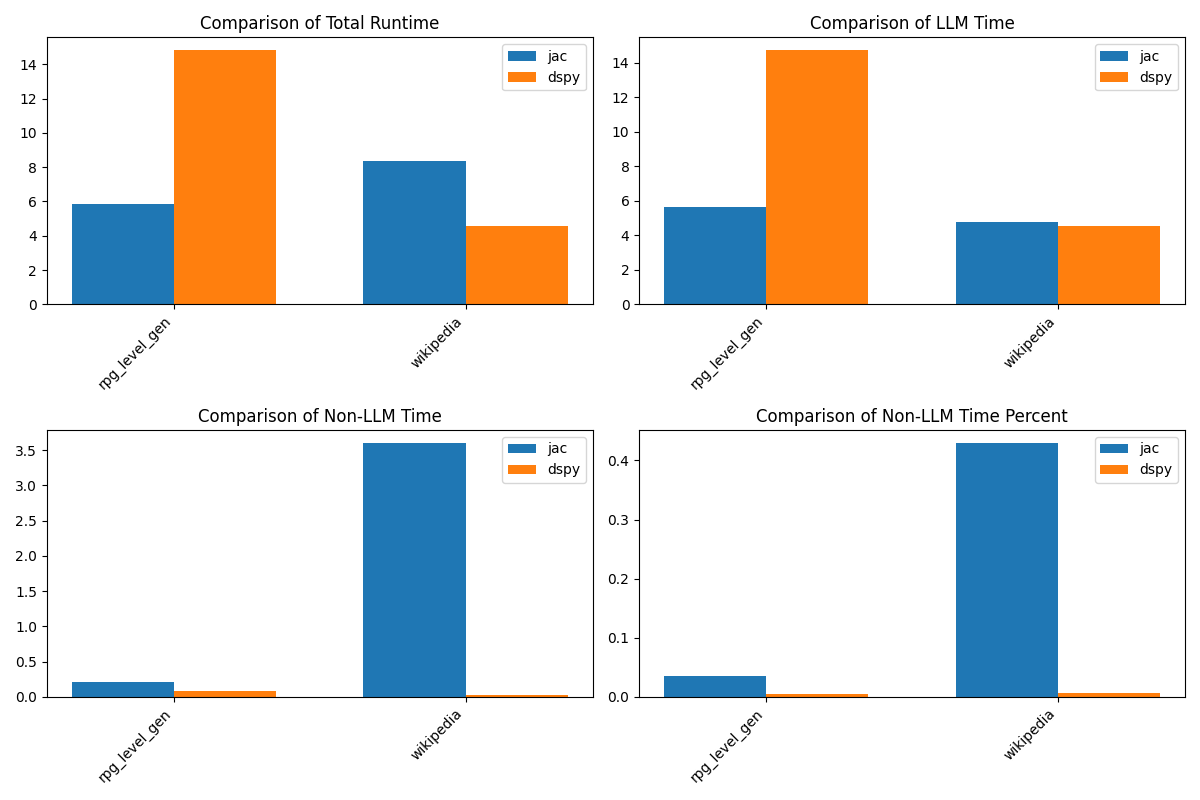 Comparison of Total Runtime
14
12
10
8
6
4
2
0
jac
dspy
rpg_level_gen
wikipedia
Comparison of LLM Time
14
12
10
8
6
4
2
0
jac
dspy
rpg_level_gen
wikipedia
Comparison of Non-LLM Time
3.5
3.0
2.5
2.0
1.5
1.0
0.5
0.0
jac
dspy
rpg_level_gen
wikipedia
Comparison of Non-LLM Time Percent
0.4
0.3
0.2
0.1
0.0
jac
dspy
rpg_level_gen
wikipedia